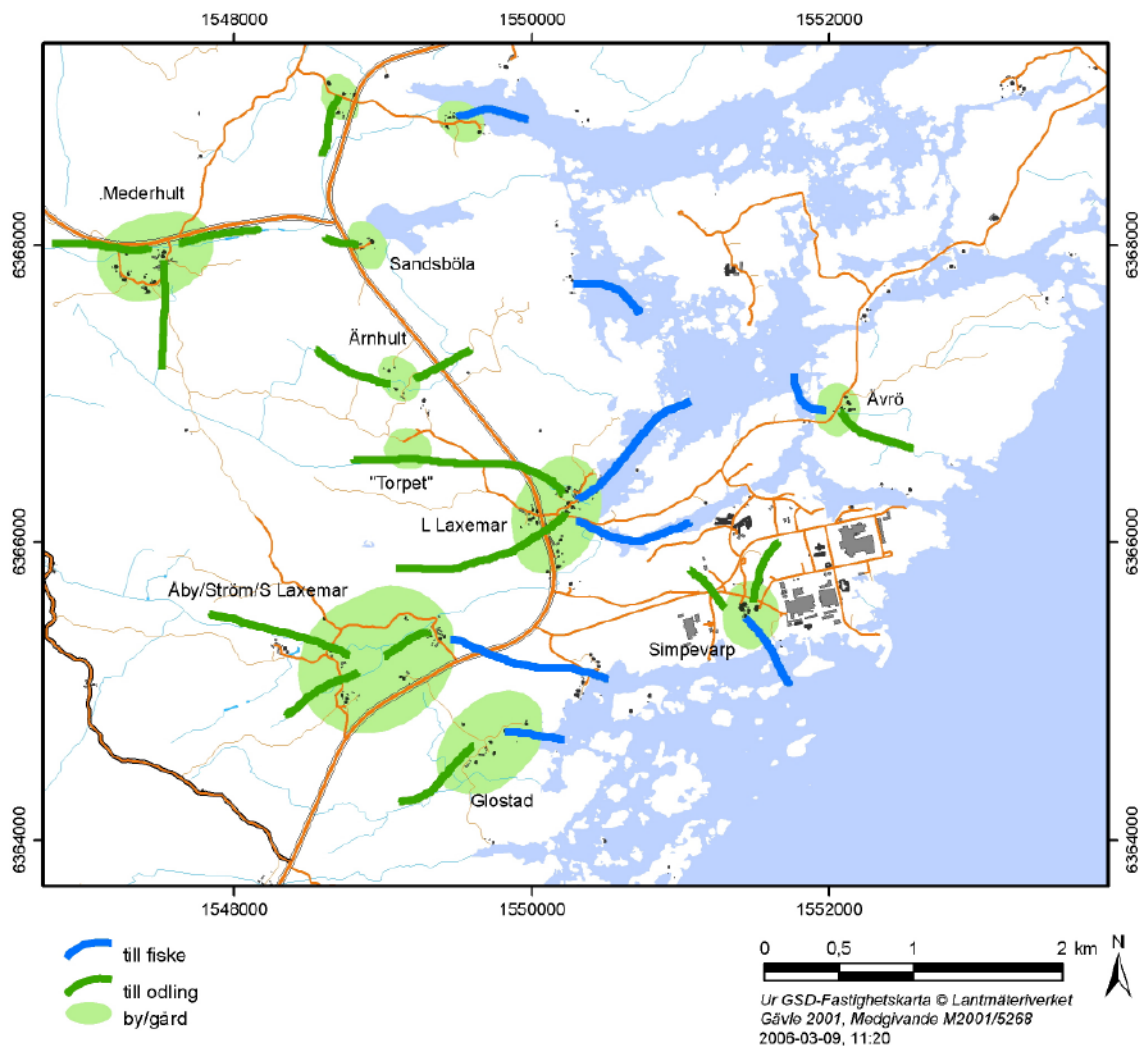 1548000 1550000 1552000
Mederhult
6368000
6368000
Sandsböla
Ärnhult
Ävrö
"Torpet"
L Laxemar
6366000
6366000
Åby/Ström/S Laxemar
Simpevarp
Glostad
6364000
6364000
1548000 1550000 1552000
till fiske
till odling
by/gård
0 0,5 1 2 km
N
Ur GSD-Fastighetskarta © Lantmäteriverket
Gävle 2001, Medgivande M2001/5268
2006-03-09, 11:20